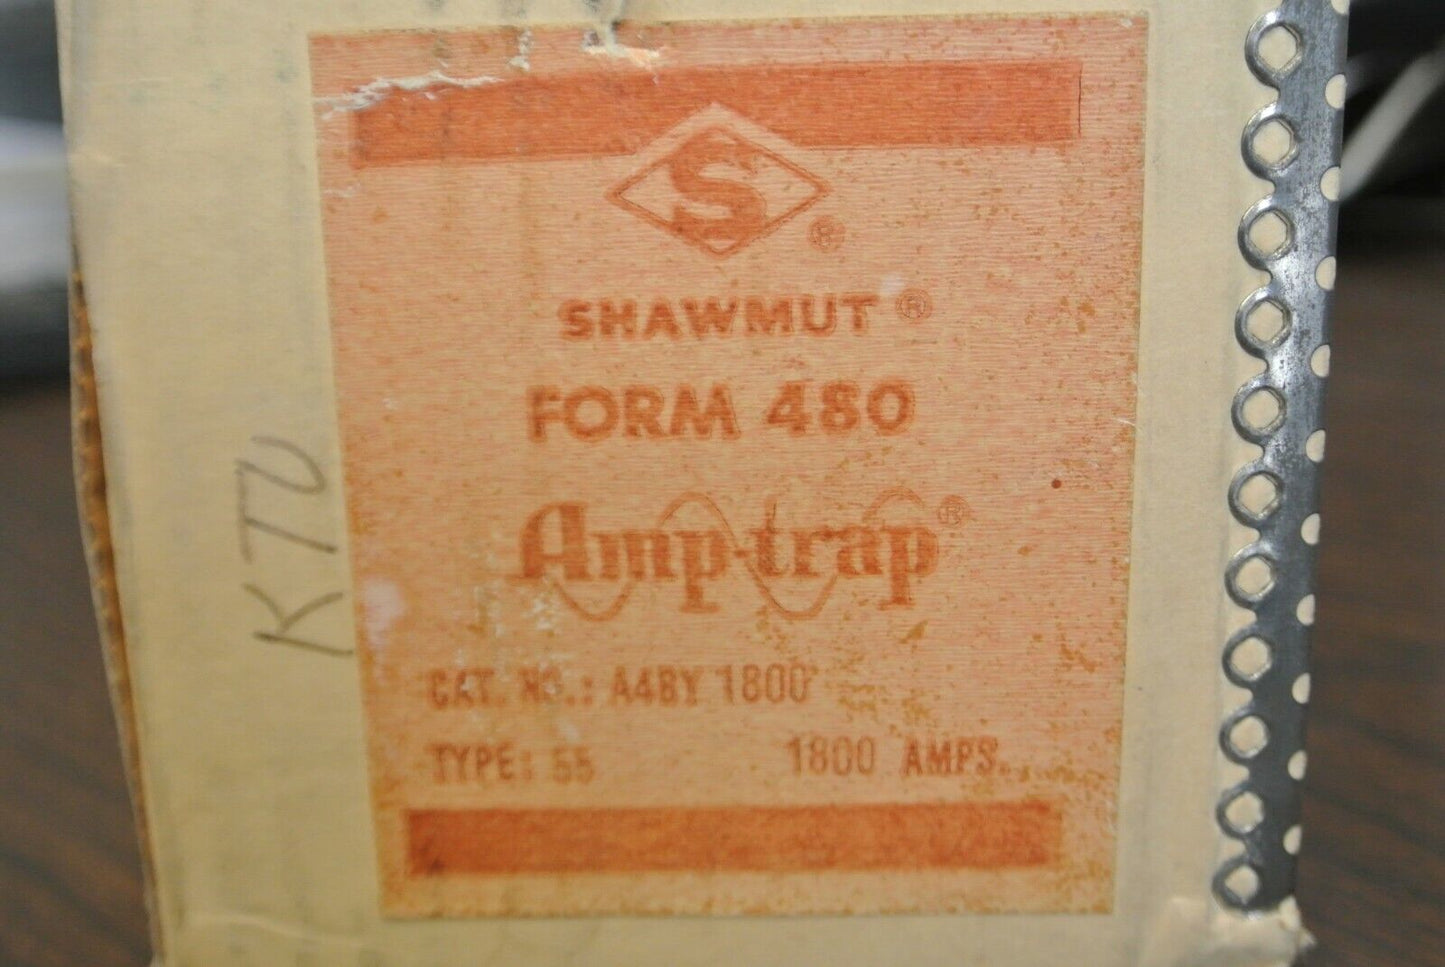 S ®
SHAWMUT ®
FORM 480
Amp-trap ®
CAT. NO.: A4BY 1800
TYPE: 55 1800 AMPS.
KTU